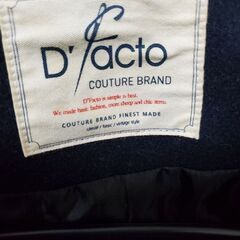 D'Facto
COUTURE BRAND
D'Facto is simple is best.
We made basic fashion, more cheep and chic items.
COUTURE BRAND FINEST MADE
casual / basic / vintage style